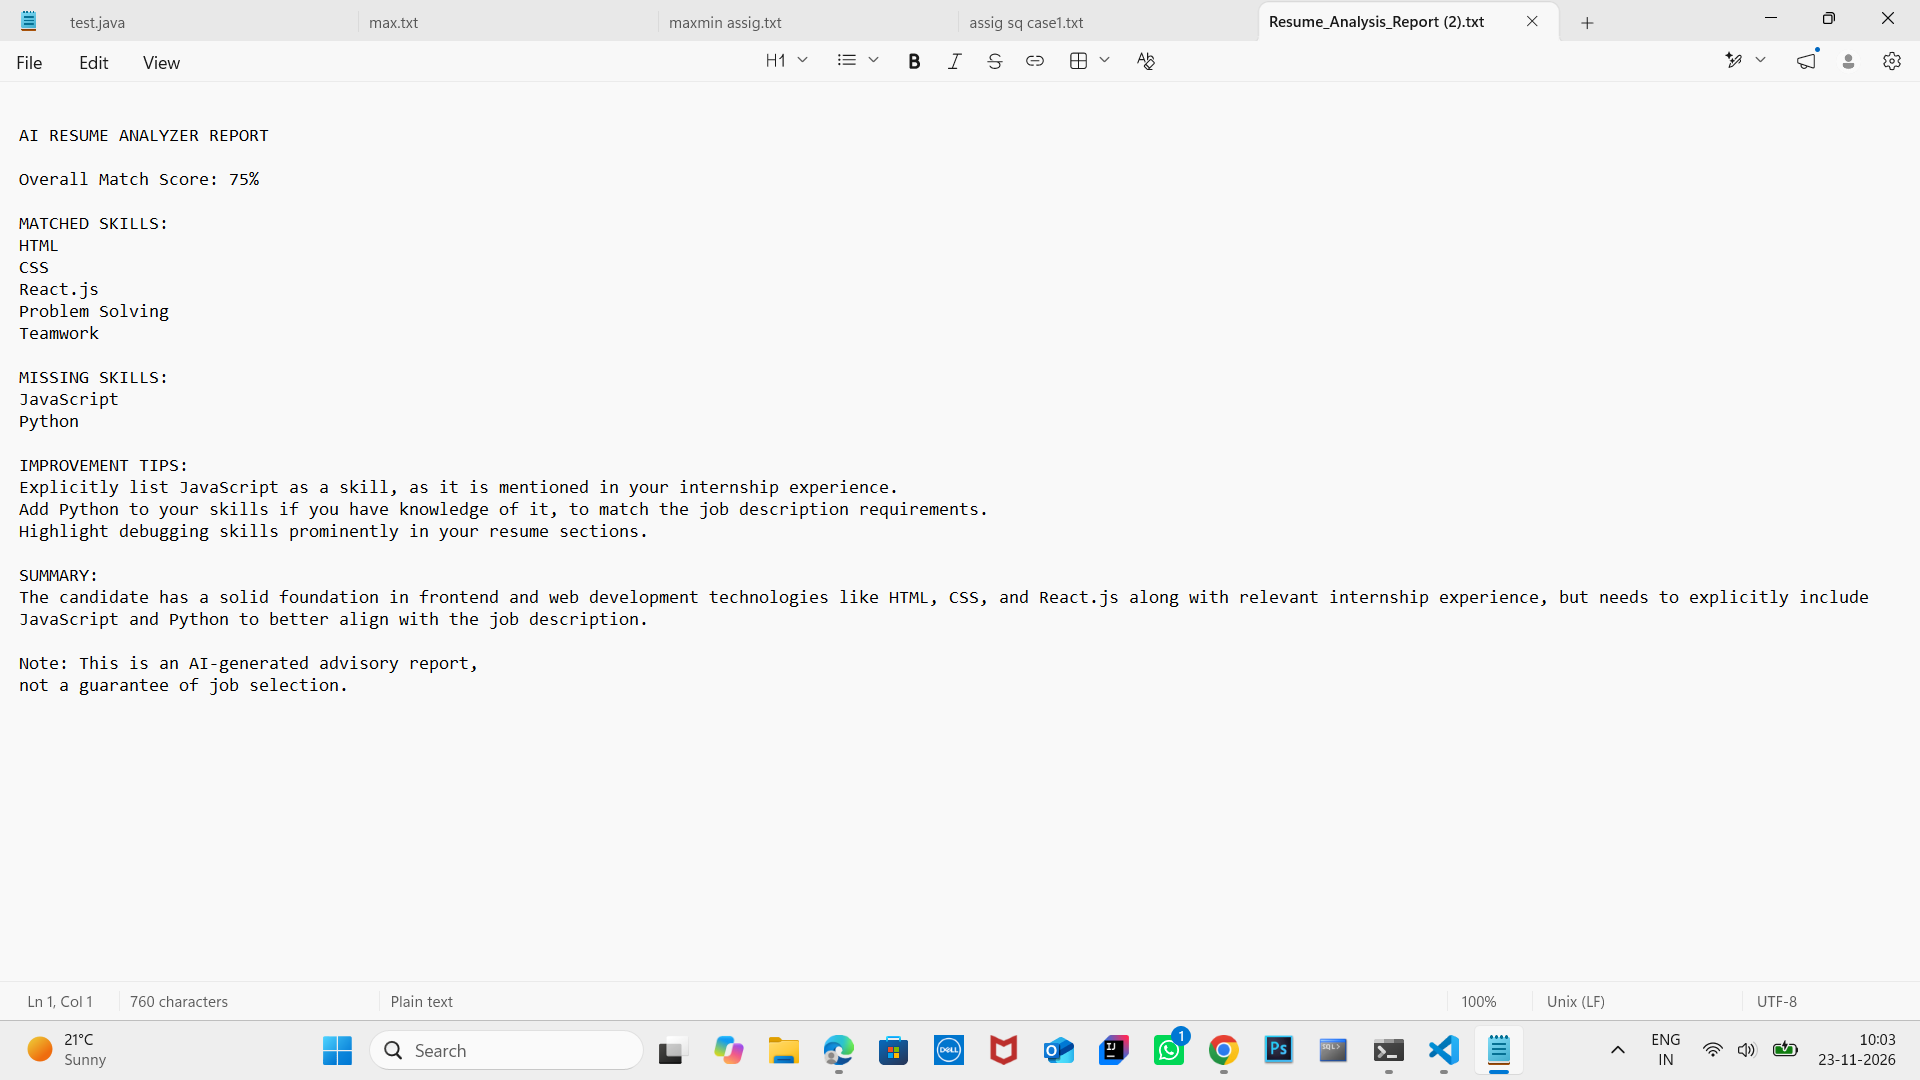 test.java
max.txt
maxmin assig.txt
assig sq case1.txt
Resume_Analysis_Report (2).txt
File Edit View
H1 B I S
AI RESUME ANALYZER REPORT
Overall Match Score: 75%
MATCHED SKILLS:
HTML
CSS
React.js
Problem Solving
Teamwork
MISSING SKILLS:
JavaScript
Python
IMPROVEMENT TIPS:
Explicitly list JavaScript as a skill, as it is mentioned in your internship experience.
Add Python to your skills if you have knowledge of it, to match the job description requirements.
Highlight debugging skills prominently in your resume sections.
SUMMARY:
The candidate has a solid foundation in frontend and web development technologies like HTML, CSS, and React.js along with relevant internship experience, but needs to explicitly include
JavaScript and Python to better align with the job description.
Note: This is an AI-generated advisory report,
not a guarantee of job selection.
Ln 1, Col 1 760 characters Plain text 100% Unix (LF) UTF-8
21°C
Sunny
Search
DELL
IJ
1
Ps
SQL>
ENG
IN
10:03
23-11-2026